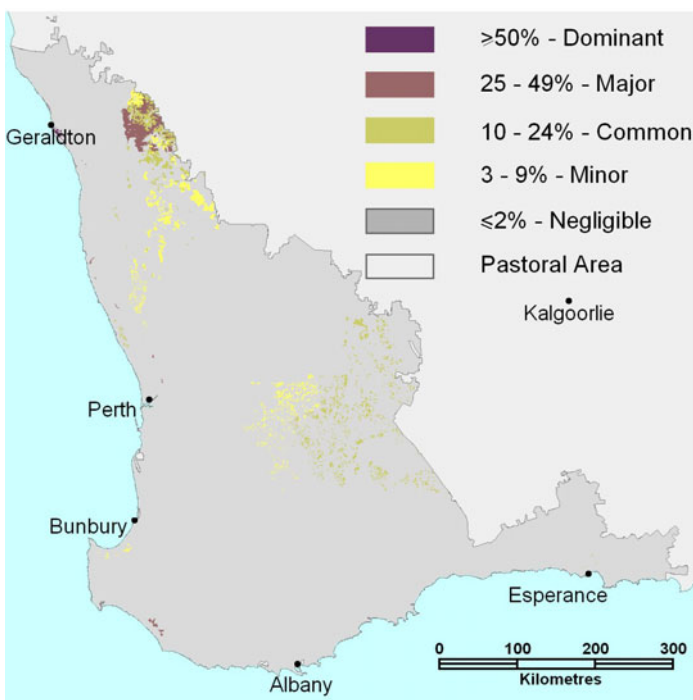 ≥50% - Dominant
25 - 49% - Major
10 - 24% - Common
3 - 9% - Minor
≤2% - Negligible
Pastoral Area
Geraldton
Kalgoorlie
Perth
Bunbury
Esperance
Albany
0 100 200 300
Kilometres